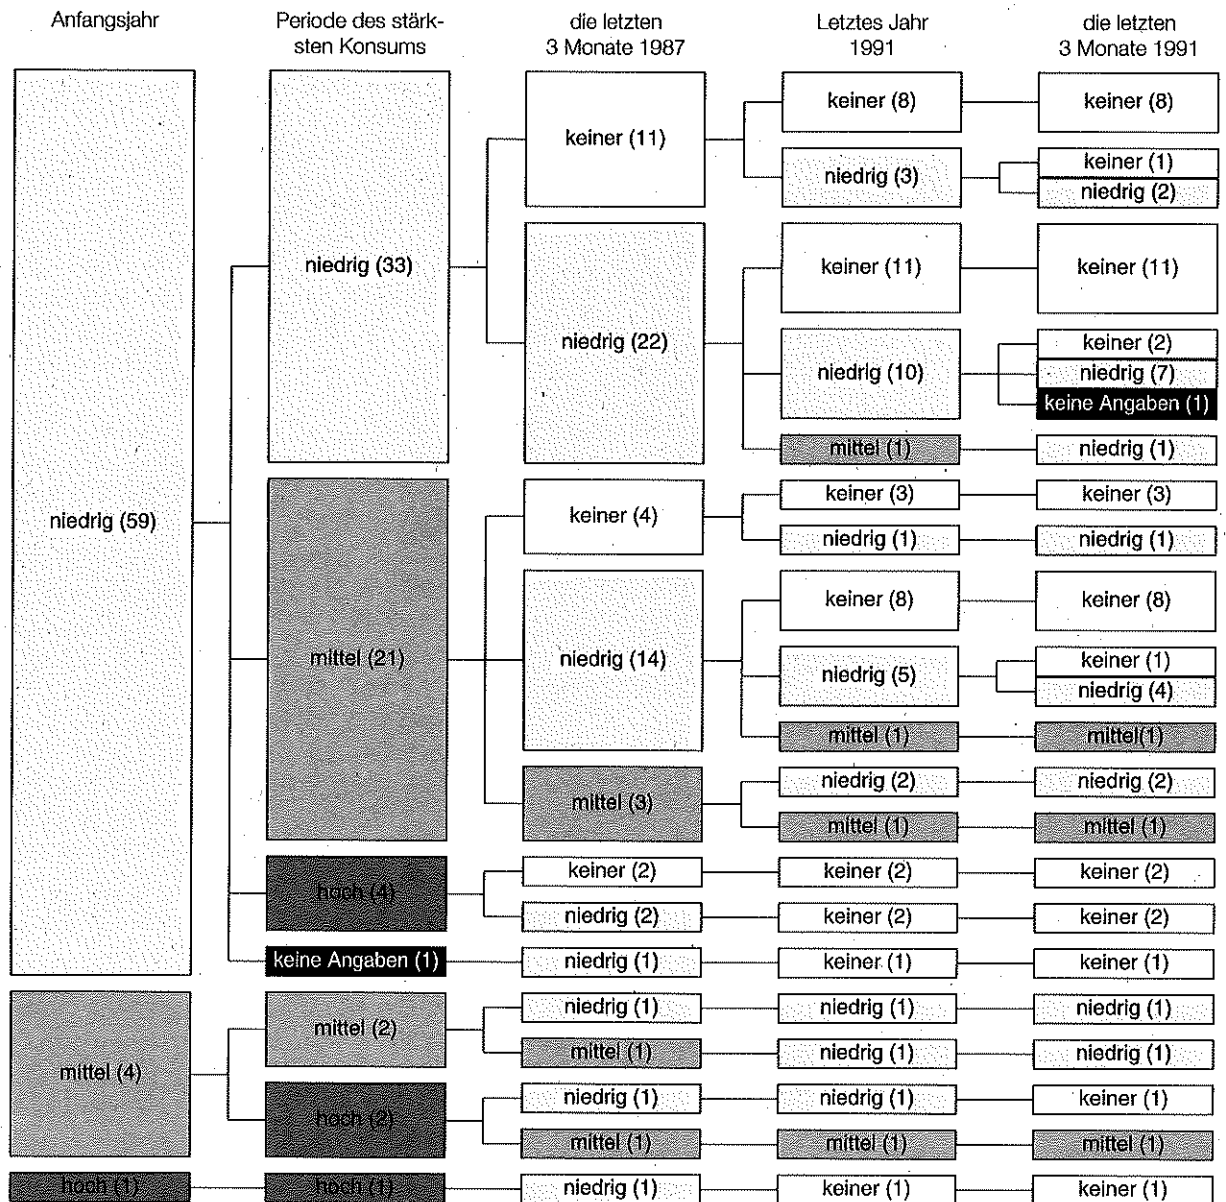 Anfangsjahr
Periode des stärk-
sten Konsums
die letzten
3 Monate 1987
Letztes Jahr
1991
die letzten
3 Monate 1991
niedrig (59)
niedrig (33)
keiner (11)
keiner (8)
keiner (8)
niedrig (3)
keiner (1)
niedrig (2)
niedrig (22)
keiner (11)
keiner (11)
niedrig (10)
keiner (2)
niedrig (7)
keine Angaben (1)
mittel (1)
niedrig (1)
mittel (21)
keiner (4)
keiner (3)
keiner (3)
niedrig (1)
niedrig (1)
niedrig (14)
keiner (8)
keiner (8)
niedrig (5)
keiner (1)
niedrig (4)
mittel (1)
mittel(1)
mittel (3)
niedrig (2)
niedrig (2)
mittel (1)
mittel (1)
hoch (4)
keiner (2)
keiner (2)
keiner (2)
niedrig (2)
keiner (2)
keiner (2)
keine Angaben (1)
niedrig (1)
keiner (1)
keiner (1)
mittel (4)
mittel (2)
niedrig (1)
niedrig (1)
niedrig (1)
mittel (1)
niedrig (1)
niedrig (1)
hoch (2)
niedrig (1)
niedrig (1)
keiner (1)
mittel (1)
mittel (1)
mittel (1)
hoch (1)
hoch (1)
niedrig (1)
keiner (1)
keiner (1)